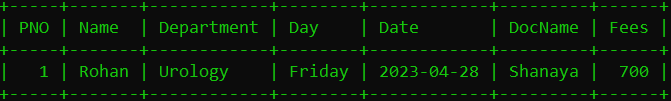 +-----+-------+------------+--------+------------+---------+------+
| PNO | Name  | Department | Day    | Date       | DocName | Fees |
+-----+-------+------------+--------+------------+---------+------+
|   1 | Rohan | Urology    | Friday | 2023-04-28 | Shanaya |  700 |
+-----+-------+------------+--------+------------+---------+------+